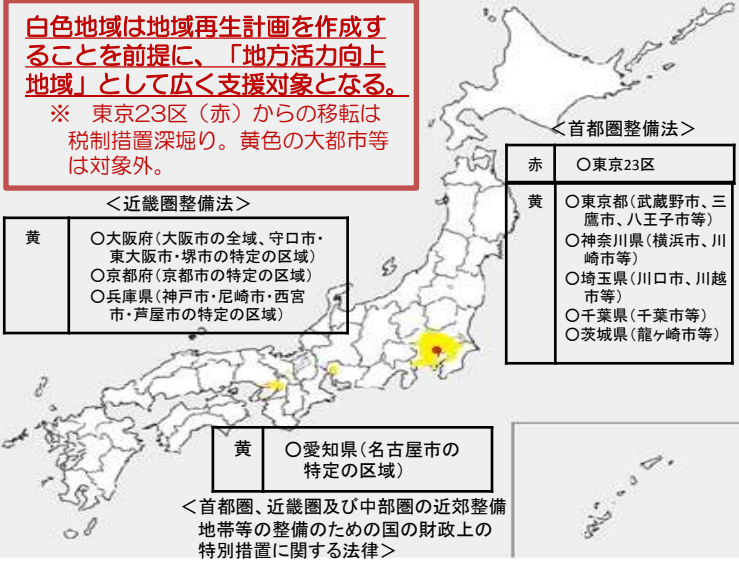 白色地域は地域再生計画を作成す
ることを前提に、「地方活力向上
地域」として広く支援対象となる。
※　東京23区（赤）からの移転は
税制措置深堀り。黄色の大都市等
は対象外。
＜首都圏整備法＞
赤　○東京23区
黄　○東京都（武蔵野市、三
鷹市、八王子市等）
○神奈川県（横浜市、川
崎市等）
○埼玉県（川口市、川越
市等）
○千葉県（千葉市等）
○茨城県（龍ヶ崎市等）
＜近畿圏整備法＞
黄　○大阪府（大阪市の全域、守口市・
東大阪市・堺市の特定の区域）
○京都府（京都市の特定の区域）
○兵庫県（神戸市・尼崎市・西宮
市・芦屋市の特定の区域）
黄　○愛知県（名古屋市の
特定の区域）
＜首都圏、近畿圏及び中部圏の近郊整備
地帯等の整備のための国の財政上の
特別措置に関する法律＞